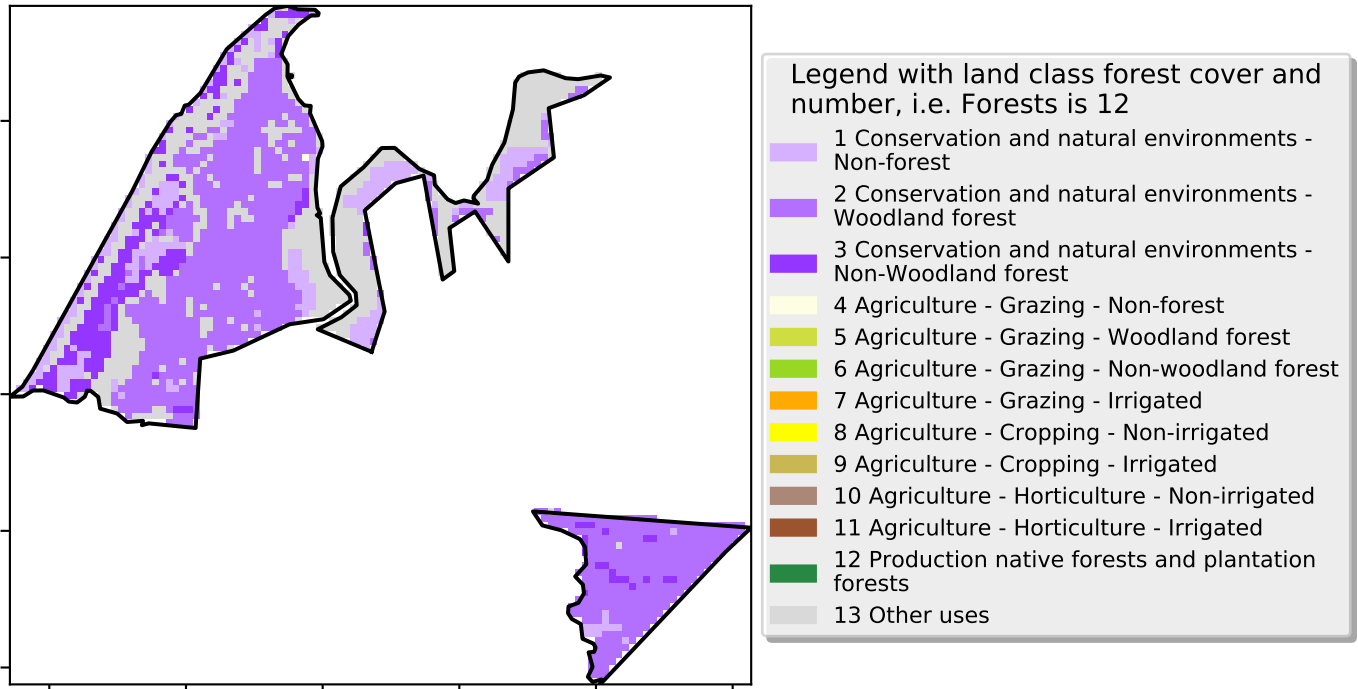 Legend with land class forest cover and
number, i.e. Forests is 12
1 Conservation and natural environments -
Non-forest
2 Conservation and natural environments -
Woodland forest
3 Conservation and natural environments -
Non-Woodland forest
4 Agriculture - Grazing - Non-forest
5 Agriculture - Grazing - Woodland forest
6 Agriculture - Grazing - Non-woodland forest
7 Agriculture - Grazing - Irrigated
8 Agriculture - Cropping - Non-irrigated
9 Agriculture - Cropping - Irrigated
10 Agriculture - Horticulture - Non-irrigated
11 Agriculture - Horticulture - Irrigated
12 Production native forests and plantation
forests
13 Other uses